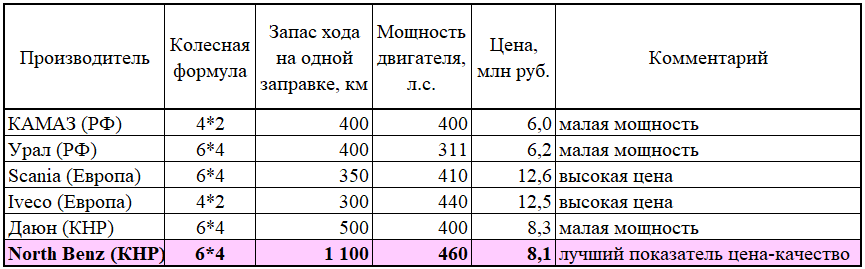 Производитель Колесная формула Запас хода на одной заправке, км Мощность двигателя, л.с. Цена, млн руб. Комментарий
КАМАЗ (РФ) 4*2 400 400 6,0 малая мощность
Урал (РФ) 6*4 400 311 6,2 малая мощность
Scania (Европа) 6*4 350 410 12,6 высокая цена
Iveco (Европа) 4*2 300 440 12,5 высокая цена
Даюн (КНР) 6*4 500 400 8,3 малая мощность
North Benz (КНР) 6*4 1 100 460 8,1 лучший показатель цена-качество